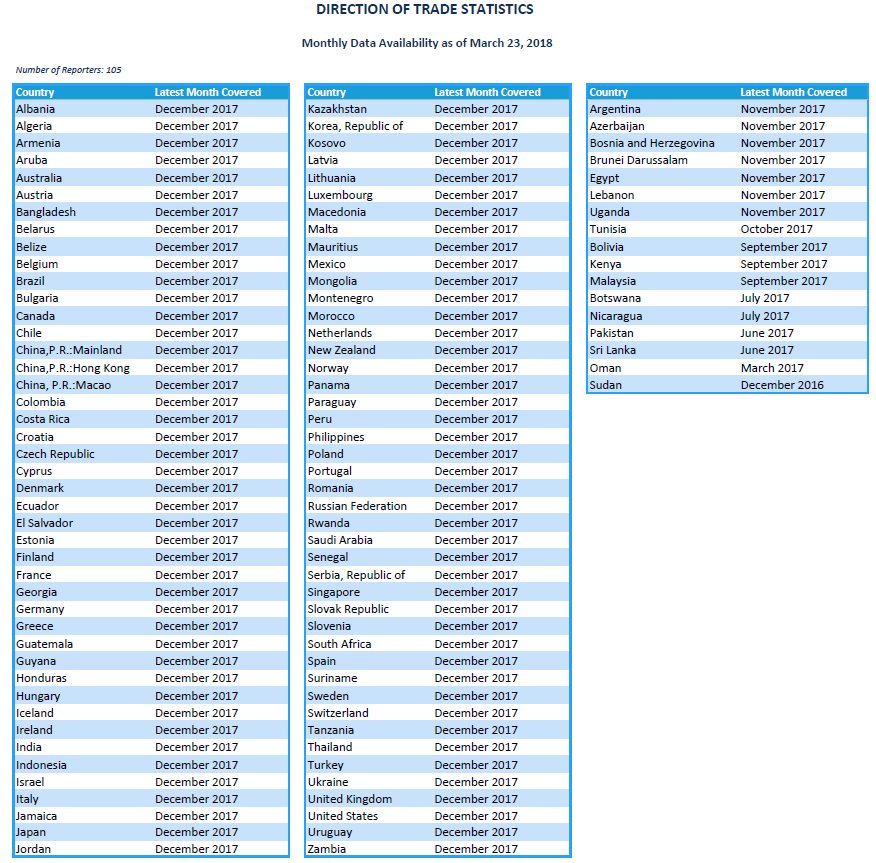 DIRECTION OF TRADE STATISTICS
Monthly Data Availability as of March 23, 2018
Number of Reporters: 105
Country Latest Month Covered
Albania December 2017
Algeria December 2017
Armenia December 2017
Aruba December 2017
Australia December 2017
Austria December 2017
Bangladesh December 2017
Belarus December 2017
Belize December 2017
Belgium December 2017
Brazil December 2017
Bulgaria December 2017
Canada December 2017
Chile December 2017
China,P.R.:Mainland December 2017
China,P.R.:Hong Kong December 2017
China, P.R.:Macao December 2017
Colombia December 2017
Costa Rica December 2017
Croatia December 2017
Czech Republic December 2017
Cyprus December 2017
Denmark December 2017
Ecuador December 2017
El Salvador December 2017
Estonia December 2017
Finland December 2017
France December 2017
Georgia December 2017
Germany December 2017
Greece December 2017
Guatemala December 2017
Guyana December 2017
Honduras December 2017
Hungary December 2017
Iceland December 2017
Ireland December 2017
India December 2017
Indonesia December 2017
Israel December 2017
Italy December 2017
Jamaica December 2017
Japan December 2017
Jordan December 2017
Country Latest Month Covered
Kazakhstan December 2017
Korea, Republic of December 2017
Kosovo December 2017
Latvia December 2017
Lithuania December 2017
Luxembourg December 2017
Macedonia December 2017
Malta December 2017
Mauritius December 2017
Mexico December 2017
Mongolia December 2017
Montenegro December 2017
Morocco December 2017
Netherlands December 2017
New Zealand December 2017
Norway December 2017
Panama December 2017
Paraguay December 2017
Peru December 2017
Philippines December 2017
Poland December 2017
Portugal December 2017
Romania December 2017
Russian Federation December 2017
Rwanda December 2017
Saudi Arabia December 2017
Senegal December 2017
Serbia, Republic of December 2017
Singapore December 2017
Slovak Republic December 2017
Slovenia December 2017
South Africa December 2017
Spain December 2017
Suriname December 2017
Sweden December 2017
Switzerland December 2017
Tanzania December 2017
Thailand December 2017
Turkey December 2017
Ukraine December 2017
United Kingdom December 2017
United States December 2017
Uruguay December 2017
Zambia December 2017
Country Latest Month Covered
Argentina November 2017
Azerbaijan November 2017
Bosnia and Herzegovina November 2017
Brunei Darussalam November 2017
Egypt November 2017
Lebanon November 2017
Uganda November 2017
Tunisia October 2017
Bolivia September 2017
Kenya September 2017
Malaysia September 2017
Botswana July 2017
Nicaragua July 2017
Pakistan June 2017
Sri Lanka June 2017
Oman March 2017
Sudan December 2016